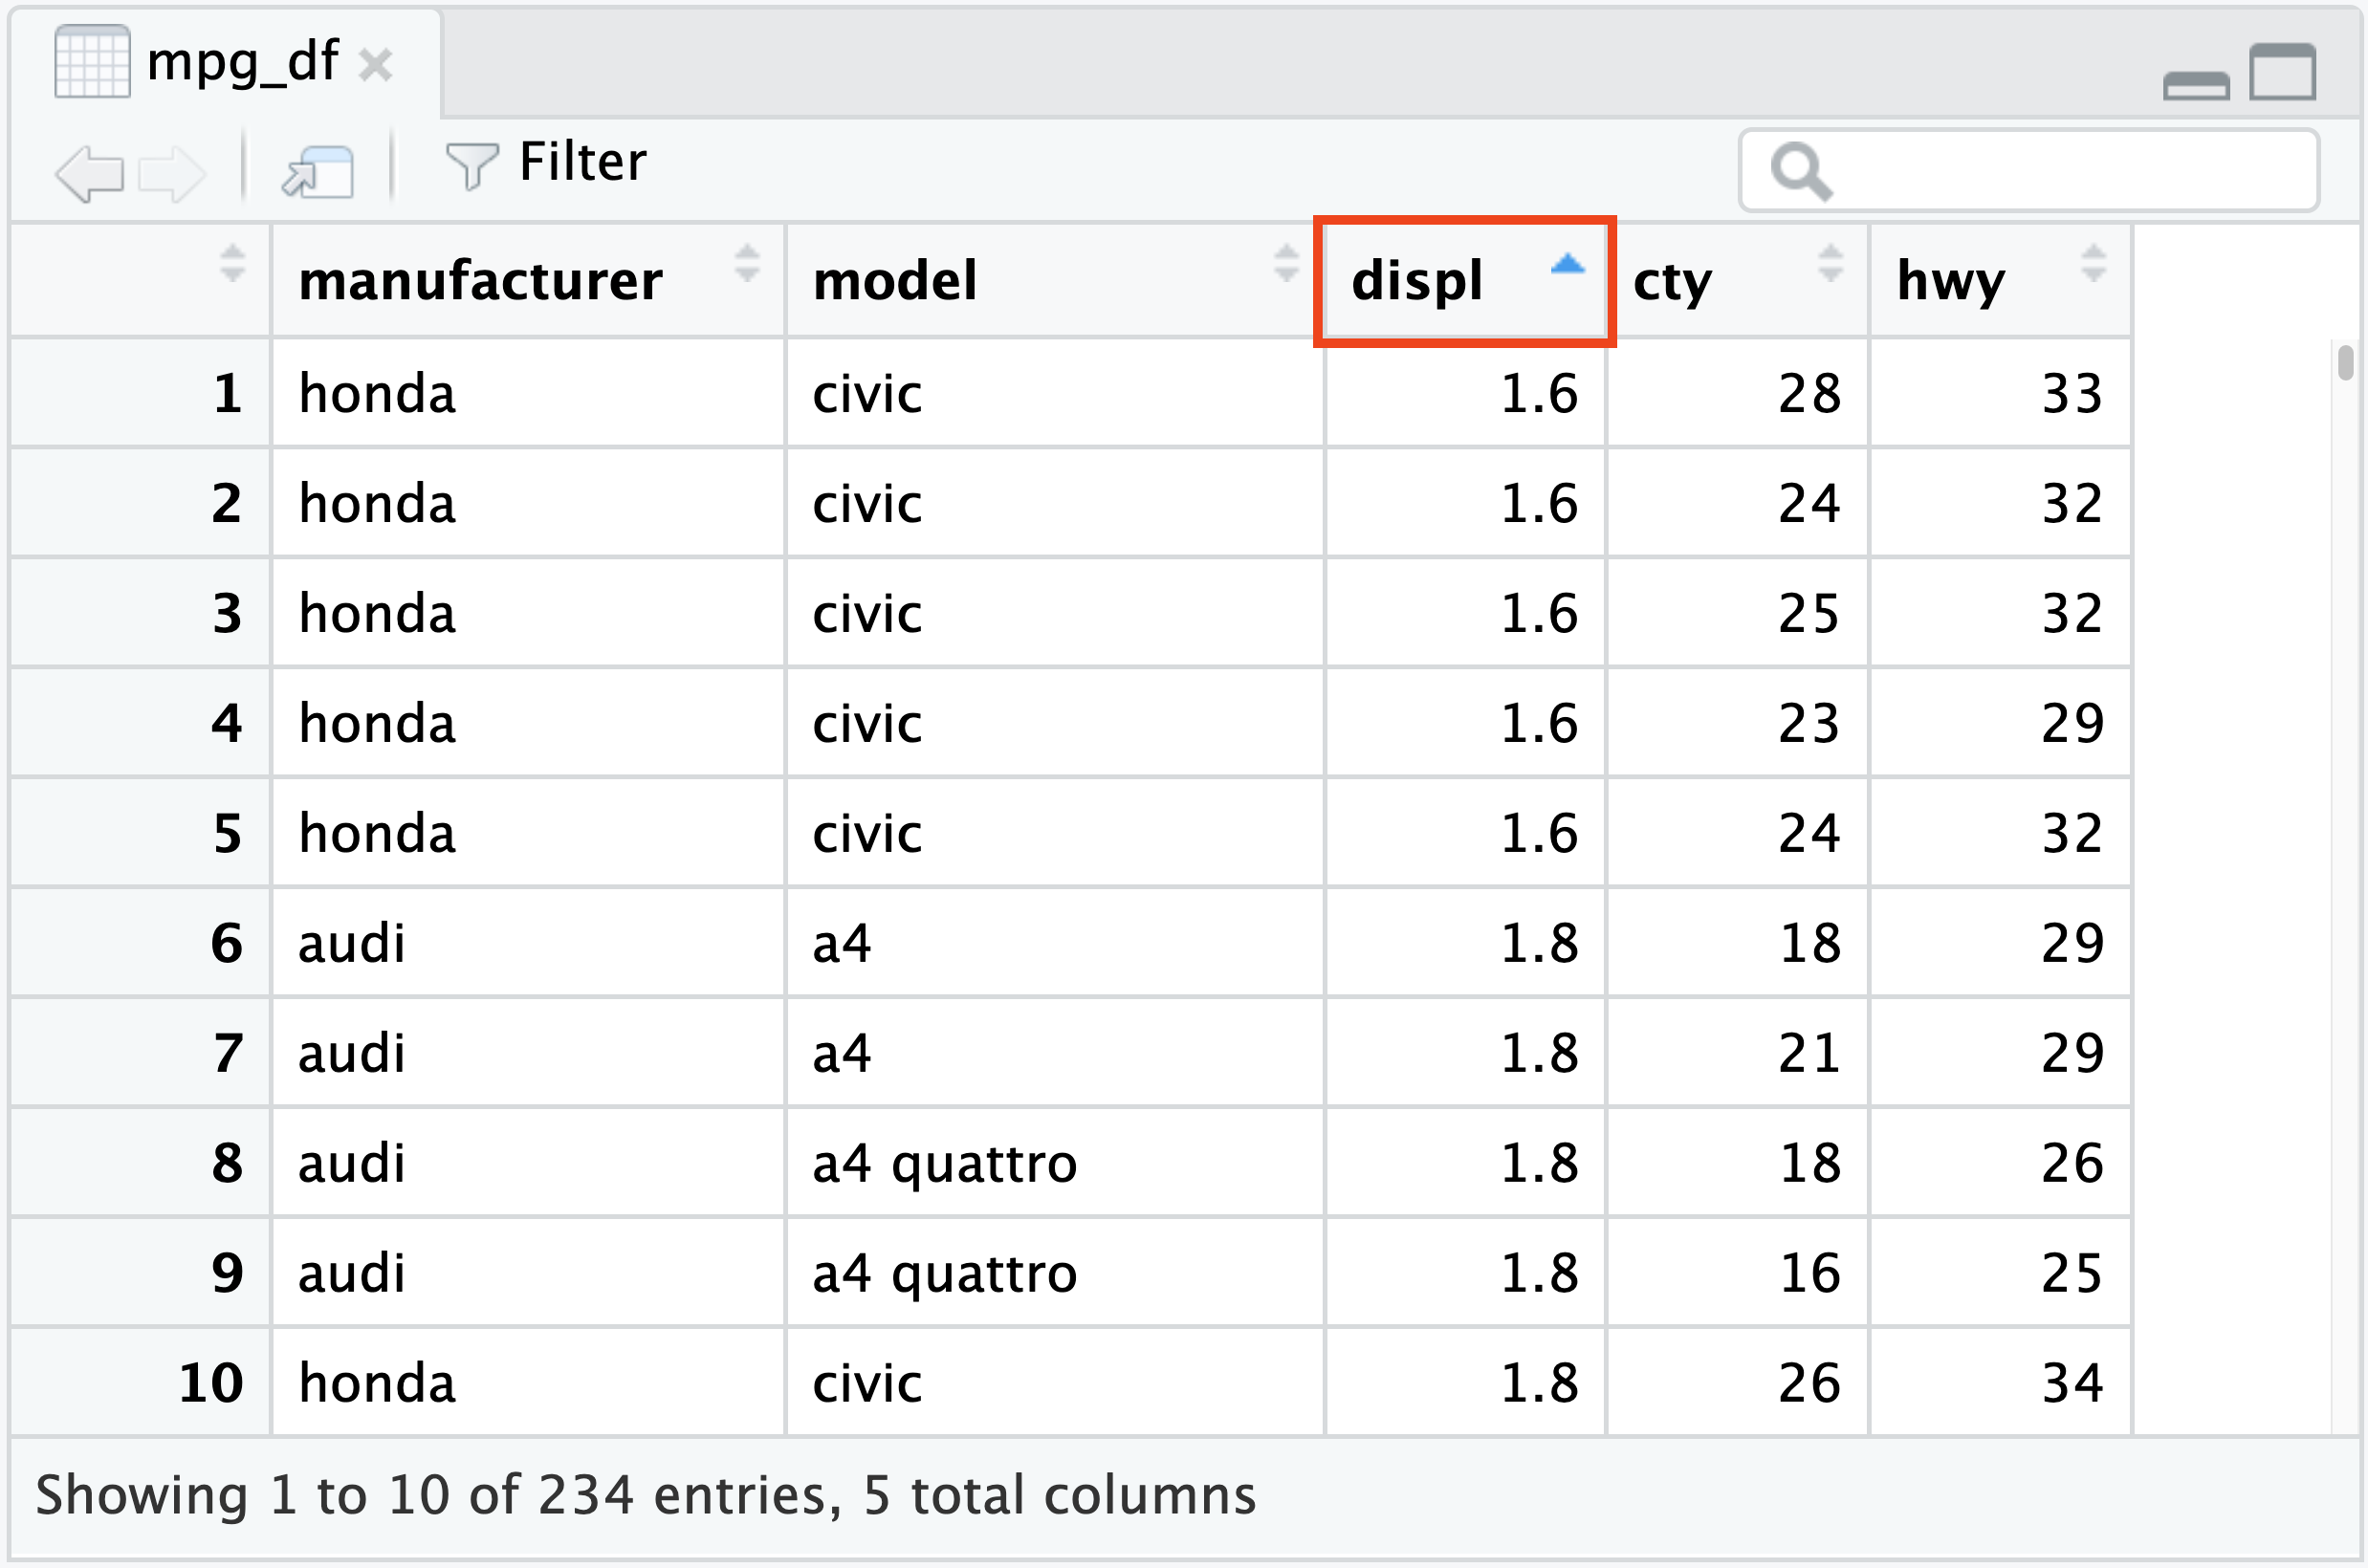 mpg_df
Filter
manufacturer model displ cty hwy
1 honda civic 1.6 28 33
2 honda civic 1.6 24 32
3 honda civic 1.6 25 32
4 honda civic 1.6 23 29
5 honda civic 1.6 24 32
6 audi a4 1.8 18 29
7 audi a4 1.8 21 29
8 audi a4 quattro 1.8 18 26
9 audi a4 quattro 1.8 16 25
10 honda civic 1.8 26 34
Showing 1 to 10 of 234 entries, 5 total columns